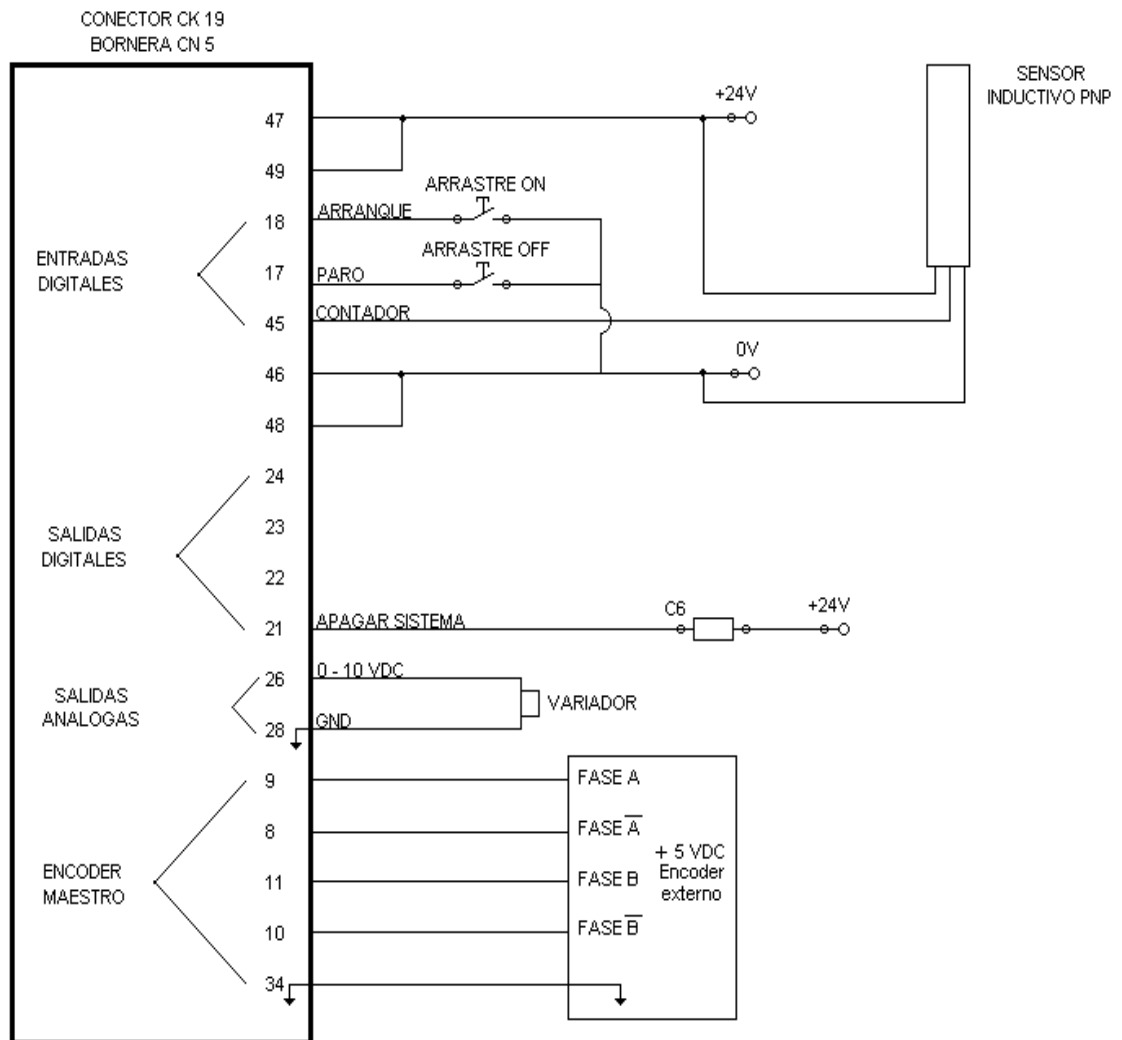 CONECTOR CK 19
BORNERA CN 5
SENSOR
INDUCTIVO PNP
+24V
47
49
ARRASTRE ON
18
ARRANQUE
ENTRADAS
DIGITALES
ARRASTRE OFF
17
PARO
45
CONTADOR
0V
46
48
24
SALIDAS
DIGITALES
23
22
21
APAGAR SISTEMA
C6
+24V
26
0 - 10 VDC
SALIDAS
ANALOGAS
VARIADOR
28
GND
9
FASE A
8
FASE A̅
+ 5 VDC
Encoder
externo
ENCODER
MAESTRO
11
FASE B
10
FASE B̅
34